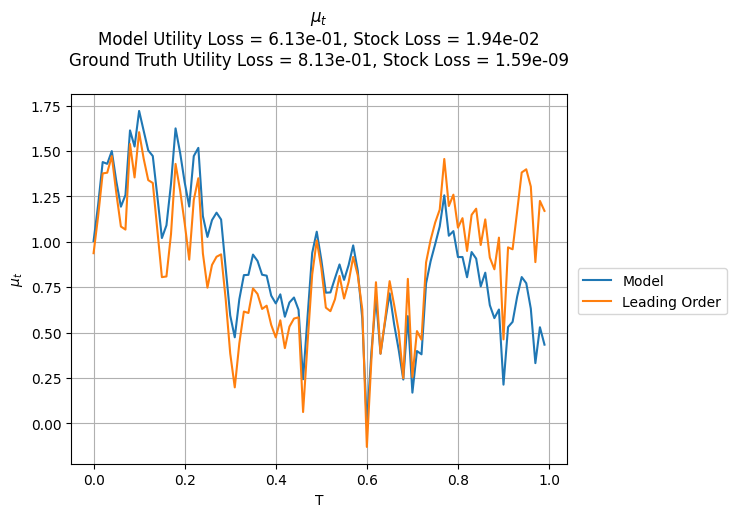 μt
Model Utility Loss = 6.13e-01, Stock Loss = 1.94e-02
Ground Truth Utility Loss = 8.13e-01, Stock Loss = 1.59e-09
1.75
1.50
1.25
1.00
0.75
0.50
0.25
0.00
μt
0.0 0.2 0.4 0.6 0.8 1.0
T
Model
Leading Order